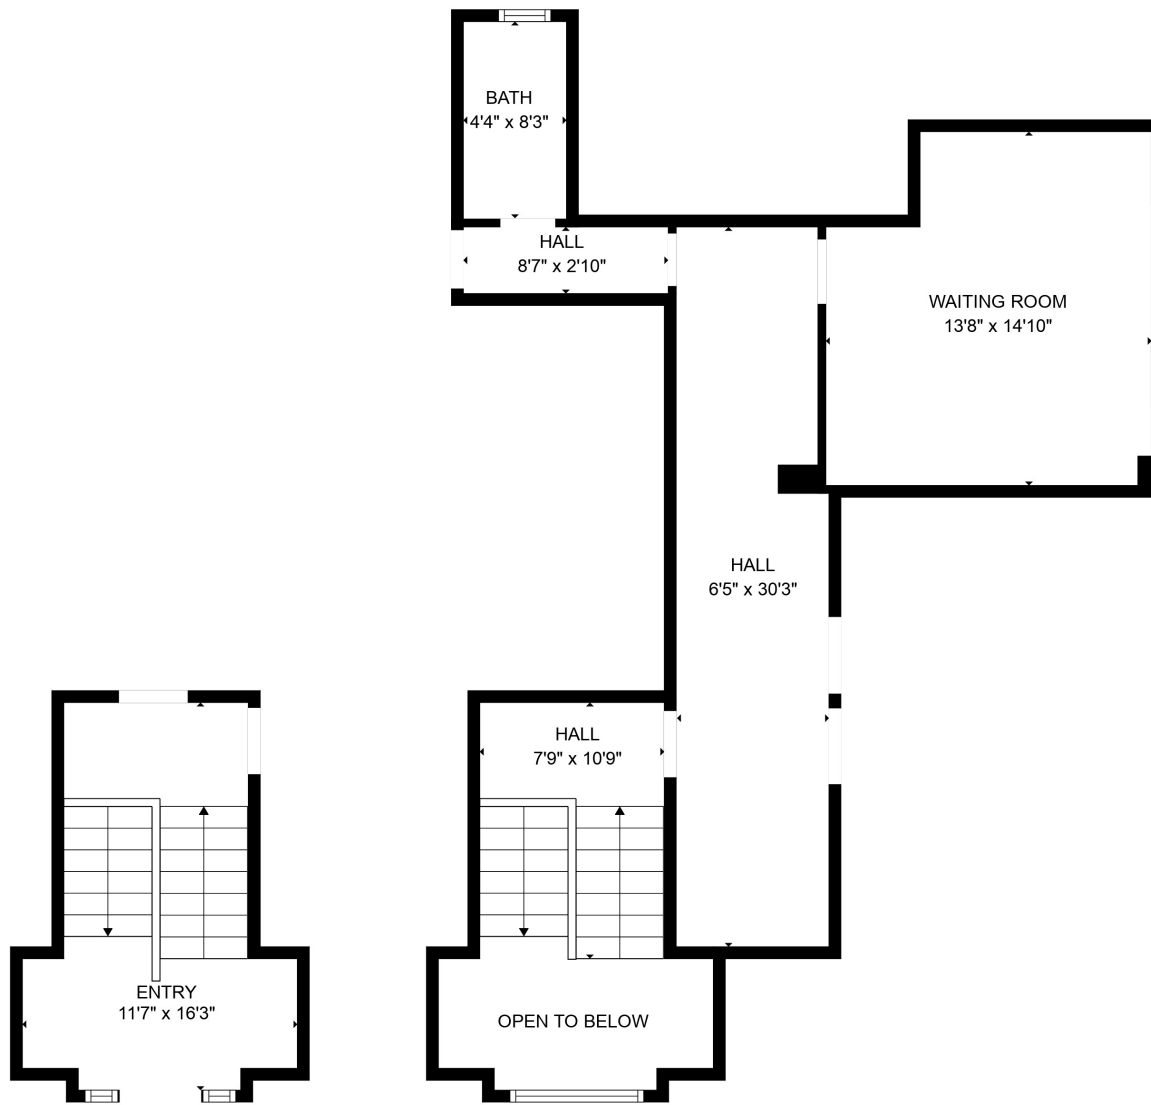 BATH
4'4" x 8'3"
HALL
8'7" x 2'10"
WAITING ROOM
13'8" x 14'10"
HALL
6'5" x 30'3"
HALL
7'9" x 10'9"
ENTRY
11'7" x 16'3"
OPEN TO BELOW